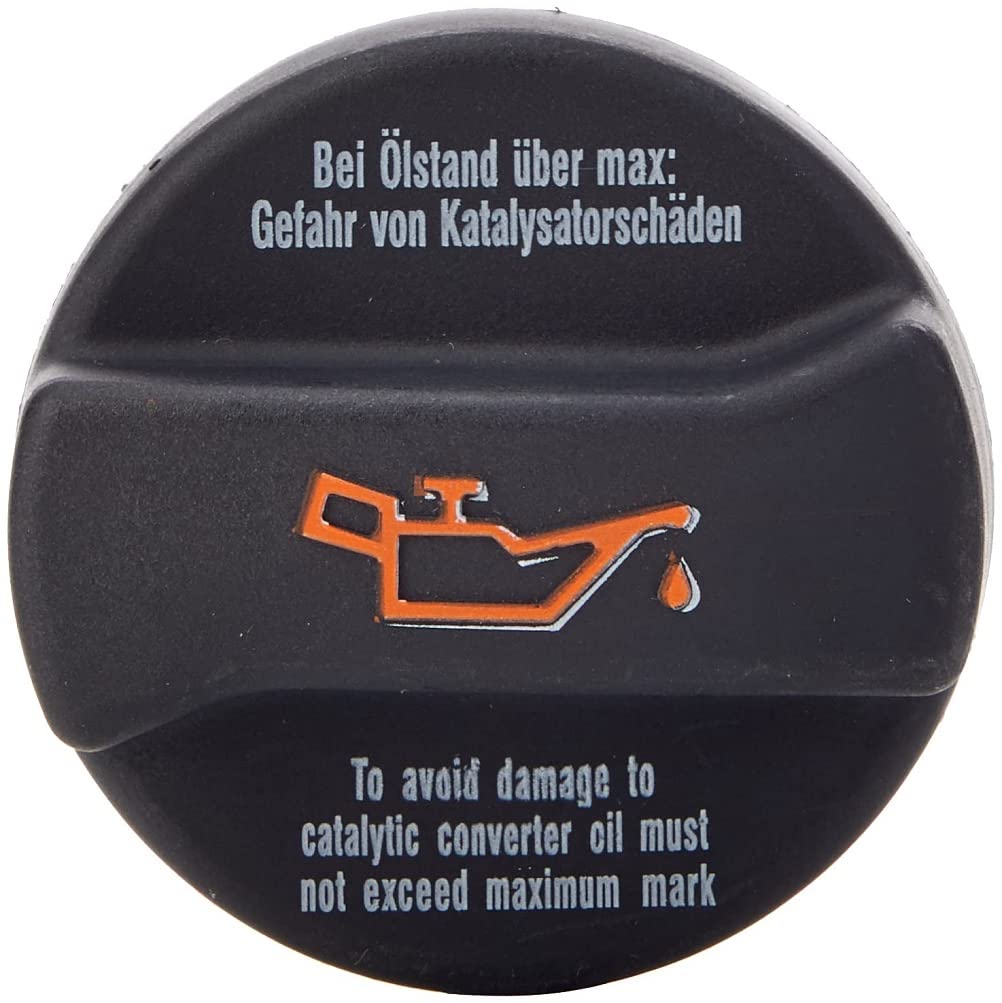 Bei Ölstand über max:
Gefahr von Katalysatorschäden
To avoid damage to
catalytic converter oil must
not exceed maximum mark